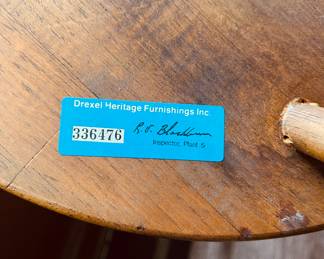 Drexel Heritage Furnishings Inc.
336476
Inspector, Plant 5